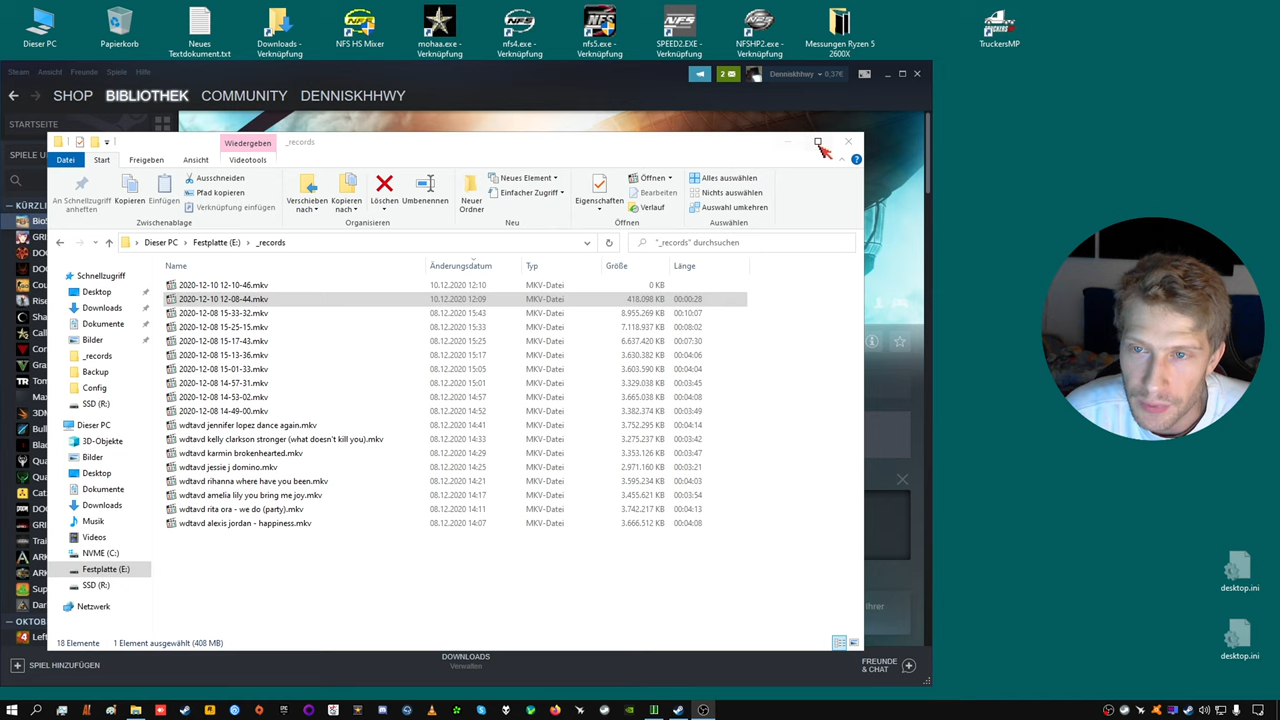 Dieser PC
Papierkorb
Neues Textdokument.txt
Downloads - Verknüpfung
NFS HS Mixer
mohaa.exe - Verknüpfung
nfs4.exe - Verknüpfung
nfs5.exe - Verknüpfung
SPEED2.EXE - Verknüpfung
NFSHP2.exe - Verknüpfung
Messungen Ryzen 5 2600X
TruckersMP
Steam Ansicht Freunde Spiele Hilfe
2
Denniskhhwy
0,37€
SHOP BIBLIOTHEK COMMUNITY DENNISKHHWY
STARTSEITE
Wiedergeben
_records
Datei Start Freigeben Ansicht Videotools
An Schnellzugriff anheften
Kopieren
Einfügen
Ausschneiden
Pfad kopieren
Verknüpfung einfügen
Zwischenablage
Verschieben nach
Kopieren nach
Löschen
Umbenennen
Organisieren
Neuer Ordner
Neues Element
Einfacher Zugriff
Neu
Eigenschaften
Öffnen
Bearbeiten
Verlauf
Öffnen
Alles auswählen
Nichts auswählen
Auswahl umkehren
Auswählen
Dieser PC Festplatte (E:) _records
"_records" durchsuchen
Name Änderungsdatum Typ Größe Länge
2020-12-10 12-10-46.mkv 10.12.2020 12:10 MKV-Datei 0 KB
2020-12-10 12-08-44.mkv 10.12.2020 12:09 MKV-Datei 418.098 KB 00:00:28
2020-12-08 15-33-32.mkv 08.12.2020 15:43 MKV-Datei 8.955.269 KB 00:10:07
2020-12-08 15-25-15.mkv 08.12.2020 15:33 MKV-Datei 7.118.937 KB 00:08:02
2020-12-08 15-17-43.mkv 08.12.2020 15:25 MKV-Datei 6.637.420 KB 00:07:30
2020-12-08 15-13-36.mkv 08.12.2020 15:17 MKV-Datei 3.630.382 KB 00:04:06
2020-12-08 15-01-33.mkv 08.12.2020 15:05 MKV-Datei 3.603.590 KB 00:04:04
2020-12-08 14-57-31.mkv 08.12.2020 15:01 MKV-Datei 3.329.038 KB 00:03:45
2020-12-08 14-53-02.mkv 08.12.2020 14:57 MKV-Datei 3.665.038 KB 00:04:08
2020-12-08 14-49-00.mkv 08.12.2020 14:52 MKV-Datei 3.382.374 KB 00:03:49
wdtavd jennifer lopez dance again.mkv 08.12.2020 14:41 MKV-Datei 3.752.295 KB 00:04:14
wdtavd kelly clarkson stronger (what doesn't kill you).mkv 08.12.2020 14:33 MKV-Datei 3.275.237 KB 00:03:42
wdtavd karmin brokenhearted.mkv 08.12.2020 14:29 MKV-Datei 3.353.126 KB 00:03:47
wdtavd jessie j domino.mkv 08.12.2020 14:25 MKV-Datei 2.971.160 KB 00:03:21
wdtavd rihanna where have you been.mkv 08.12.2020 14:21 MKV-Datei 3.595.234 KB 00:04:03
wdtavd amelia lily you bring me joy.mkv 08.12.2020 14:17 MKV-Datei 3.455.621 KB 00:03:54
wdtavd rita ora - we do (party).mkv 08.12.2020 14:11 MKV-Datei 3.742.217 KB 00:04:13
wdtavd alexis jordan - happiness.mkv 08.12.2020 14:07 MKV-Datei 3.666.512 KB 00:04:08
Schnellzugriff
Desktop
Downloads
Dokumente
Bilder
_records
Backup
Config
SSD (R:)
Dieser PC
3D-Objekte
Bilder
Desktop
Dokumente
Downloads
Musik
Videos
NVME (C:)
Festplatte (E:)
SSD (R:)
Netzwerk
18 Elemente 1 Element ausgewählt (408 MB)
SPIEL HINZUFÜGEN
DOWNLOADS
Verwalten
FREUNDE & CHAT
Ihrer
desktop.ini
desktop.ini